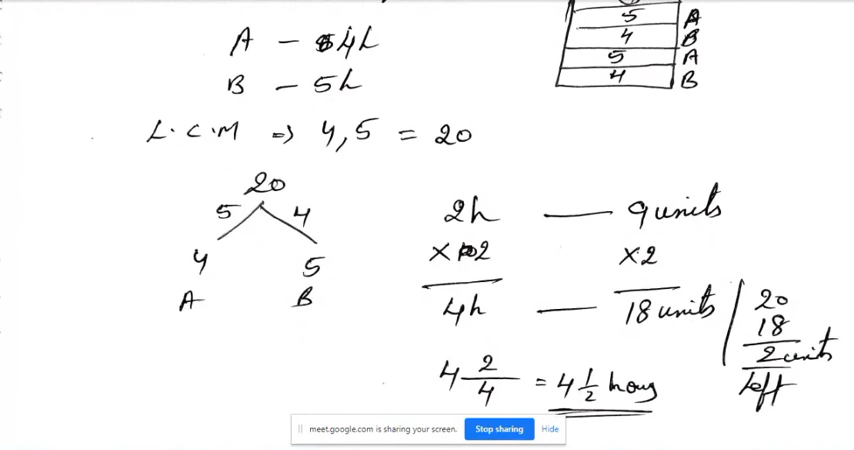 5 A
4 B
5 A
4 B
A - 4h
B - 5h
L.C.M => 4,5 = 20
20
5 4
4 5
A B
2h — 9 units
×2 ×2
4h — 18 units
20
18
2 units
left
4 2/4 = 4 1/2 hours
meet.google.com is sharing your screen. Stop sharing Hide